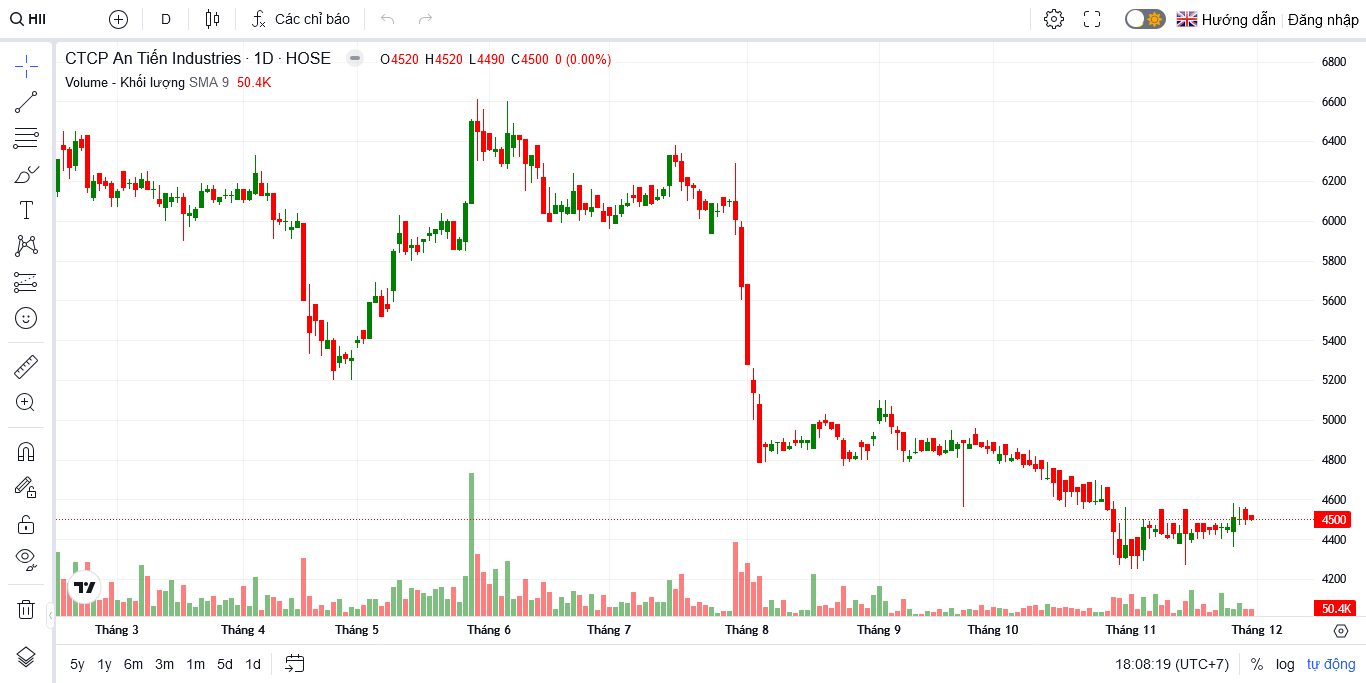 HII D Các chỉ báo Hướng dẫn Đăng nhập
CTCP An Tiến Industries · 1D · HOSE O4520 H4520 L4490 C4500 0 (0.00%)
Volume - Khối lượng SMA 9 50.4K
6800
6600
6400
6200
6000
5800
5600
5400
5200
5000
4800
4600
4500
4400
4200
50.4K
Tháng 3 Tháng 4 Tháng 5 Tháng 6 Tháng 7 Tháng 8 Tháng 9 Tháng 10 Tháng 11 Tháng 12
5y 1y 6m 3m 1m 5d 1d 18:08:19 (UTC+7) % log tự động